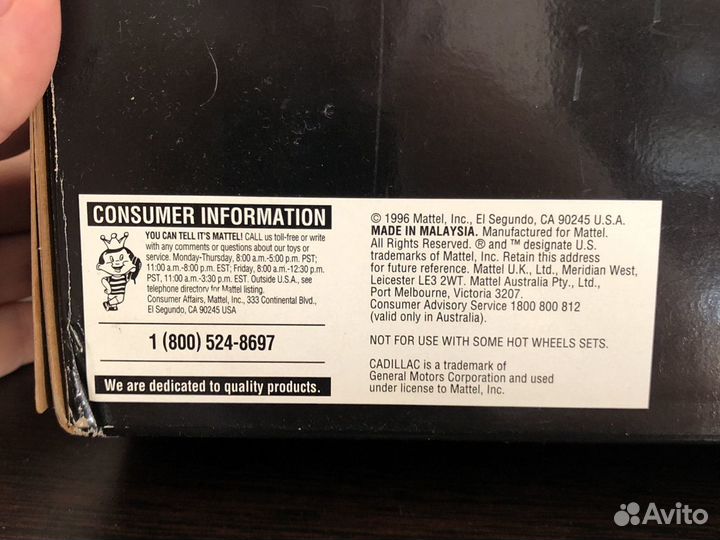 CONSUMER INFORMATION
YOU CAN TELL IT'S MATTEL! CALL us toll-free or write
with any comments or questions about our toys or
service. Monday-Thursday, 8:00 a.m.-5:00 p.m. PST;
11:00 a.m.-8:00 p.m. EST; Friday, 8:00 a.m.-12:30 p.m.
PST, 11:00 a.m.-3:30 p.m. EST. Outside U.S.A., see
telephone directory for Mattel listing.
Consumer Affairs, Mattel, Inc., 333 Continental Blvd.,
El Segundo, CA 90245 USA
1 (800) 524-8697
We are dedicated to quality products.
© 1996 Mattel, Inc., El Segundo, CA 90245 U.S.A.
MADE IN MALAYSIA. Manufactured for Mattel.
All Rights Reserved. ® and ™ designate U.S.
trademarks of Mattel, Inc. Retain this address
for future reference. Mattel U.K., Ltd., Meridian West,
Leicester LE3 2WT. Mattel Australia Pty., Ltd.,
Port Melbourne, Victoria 3207.
Consumer Advisory Service 1800 800 812
(valid only in Australia).
NOT FOR USE WITH SOME HOT WHEELS SETS.
CADILLAC is a trademark of
General Motors Corporation and used
under license to Mattel, Inc.
Avito